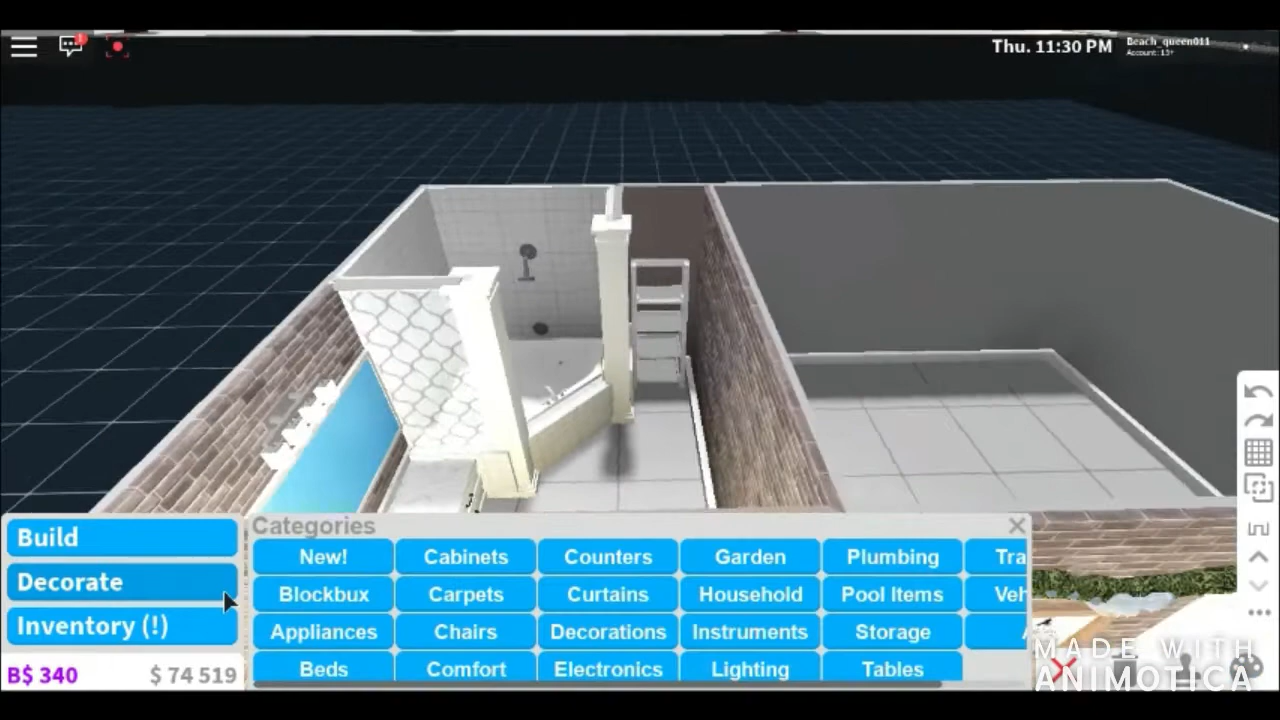 Thu. 11:30 PM
Beach_queen011
Account: 13+
Build
Decorate
Inventory (!)
B$ 340
$ 74 519
Categories
New!
Cabinets
Counters
Garden
Plumbing
Tra
Blockbux
Carpets
Curtains
Household
Pool Items
Veh
Appliances
Chairs
Decorations
Instruments
Storage
Beds
Comfort
Electronics
Lighting
Tables
MADE WITH
ANIMOTICA